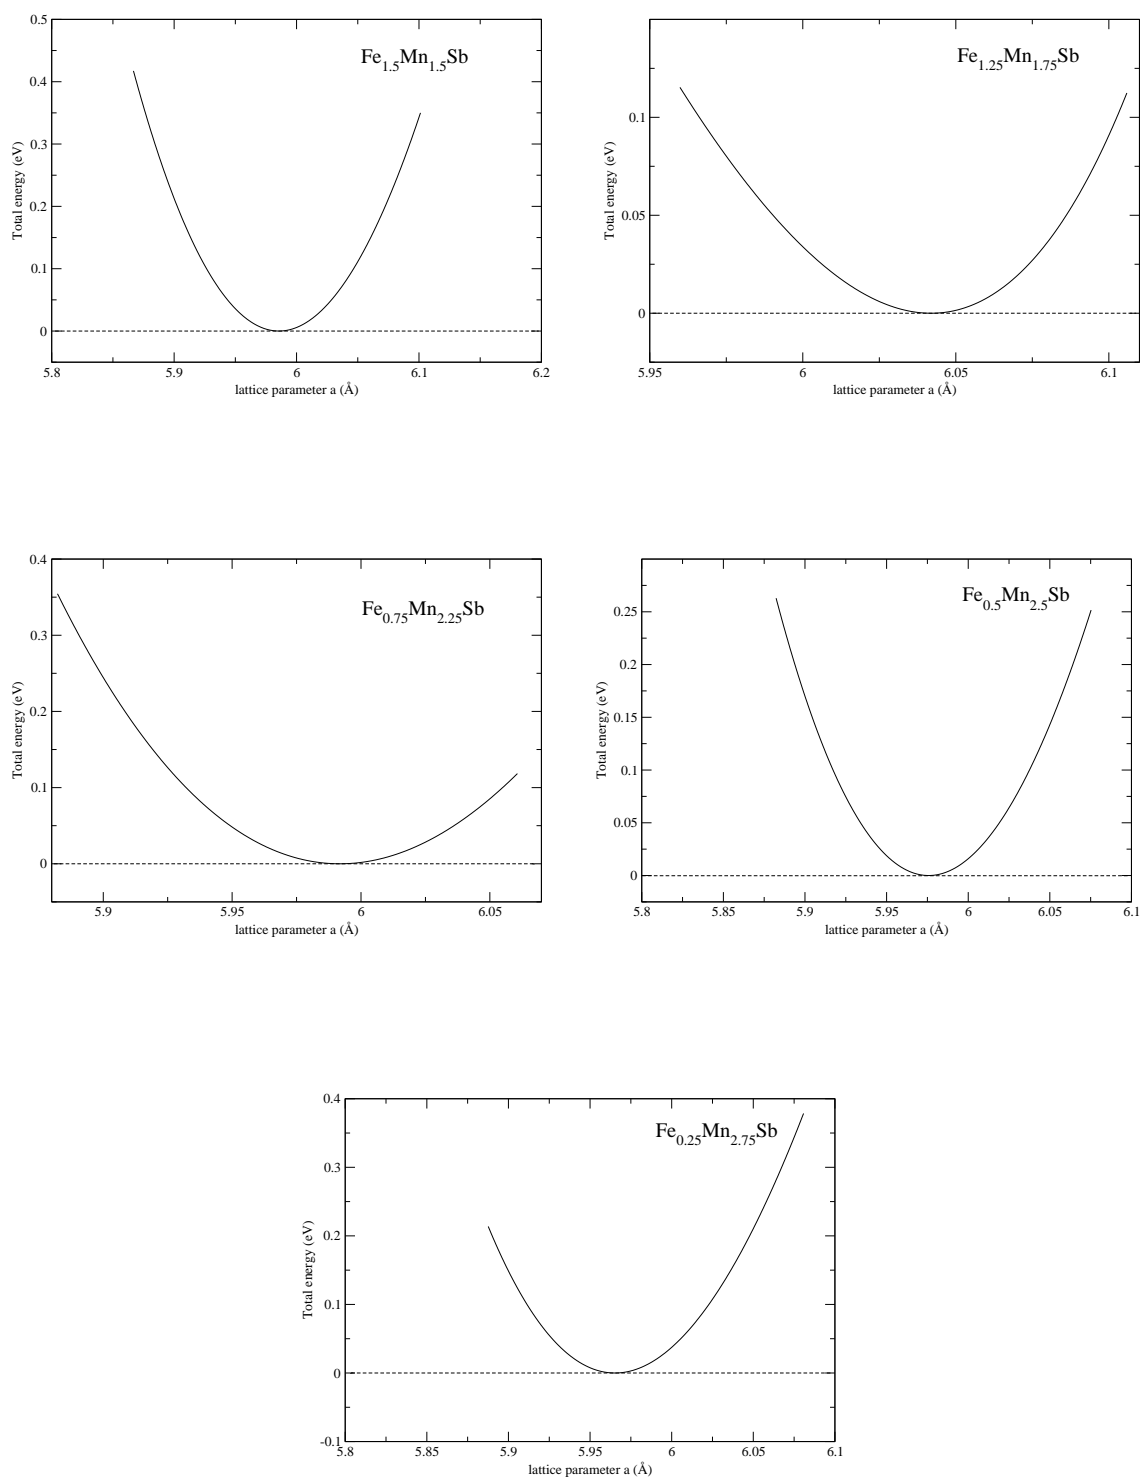 Fe1.5Mn1.5Sb
0.5
0.4
0.3
0.2
0.1
0
Total energy (eV)
5.8 5.9 6 6.1 6.2
lattice parameter a (Å)
Fe1.25Mn1.75Sb
0.1
0.05
0
Total energy (eV)
5.95 6 6.05 6.1
lattice parameter a (Å)
Fe0.75Mn2.25Sb
0.4
0.3
0.2
0.1
0
Total energy (eV)
5.9 5.95 6 6.05
lattice parameter a (Å)
Fe0.5Mn2.5Sb
0.25
0.2
0.15
0.1
0.05
0
Total energy (eV)
5.8 5.85 5.9 5.95 6 6.05 6.1
lattice parameter a (Å)
Fe0.25Mn2.75Sb
0.4
0.3
0.2
0.1
0
-0.1
Total energy (eV)
5.8 5.85 5.9 5.95 6 6.05 6.1
lattice parameter a (Å)